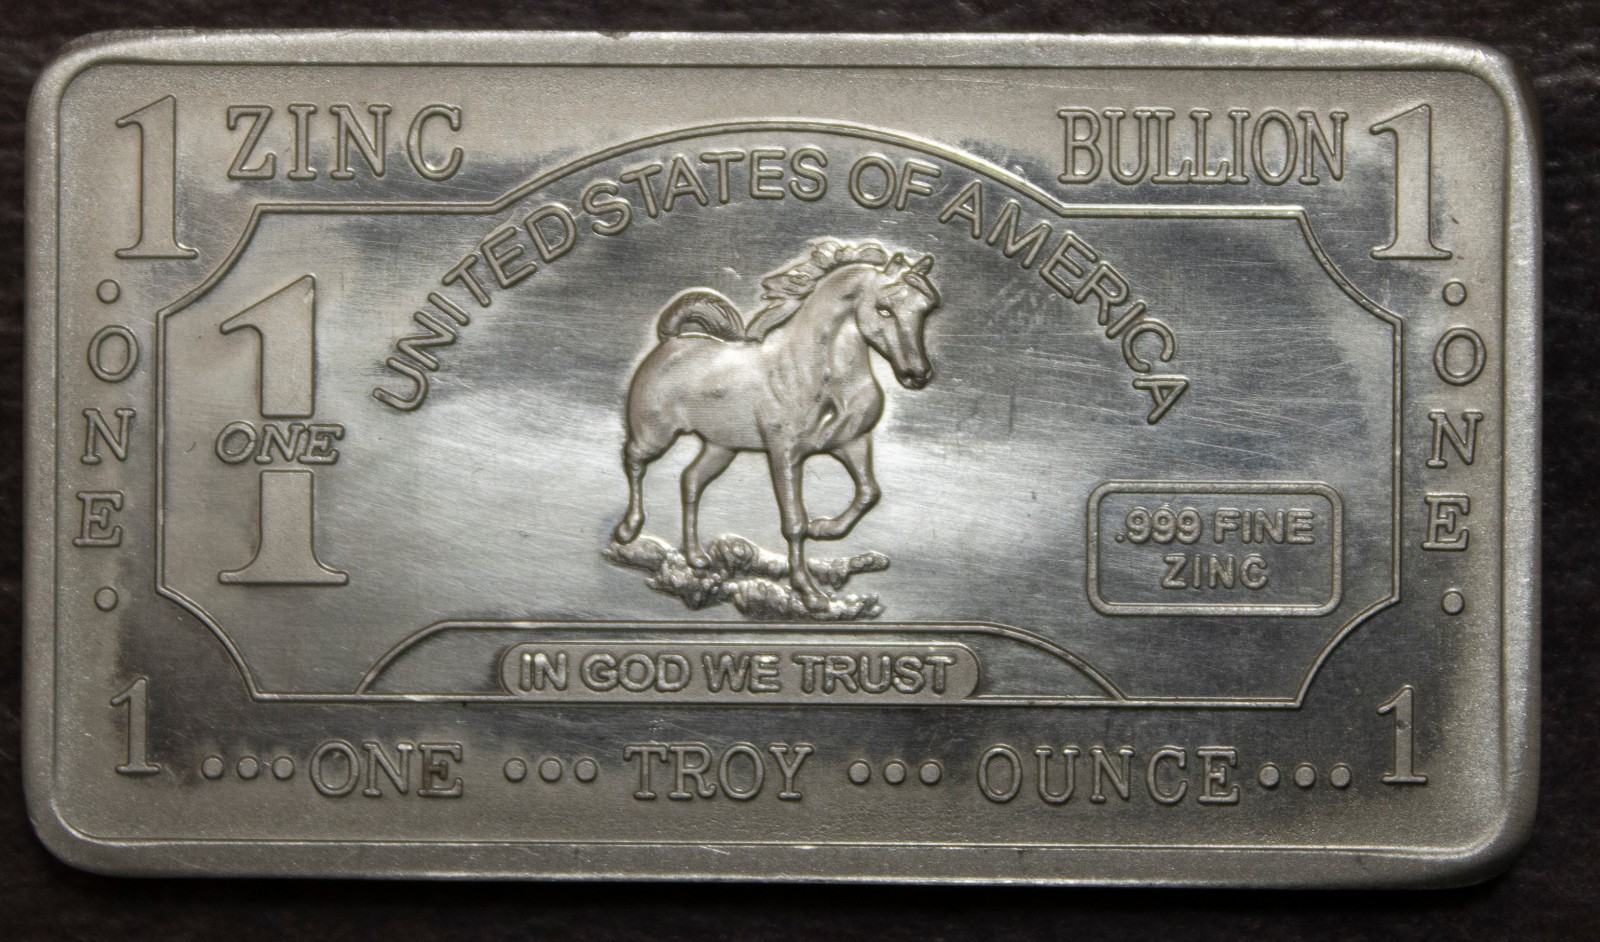 1 ZINC BULLION 1
UNITED STATES OF AMERICA
1
ONE
· ONE ·
· ONE ·
.999 FINE
ZINC
IN GOD WE TRUST
1 ···ONE ··· TROY ··· OUNCE··· 1